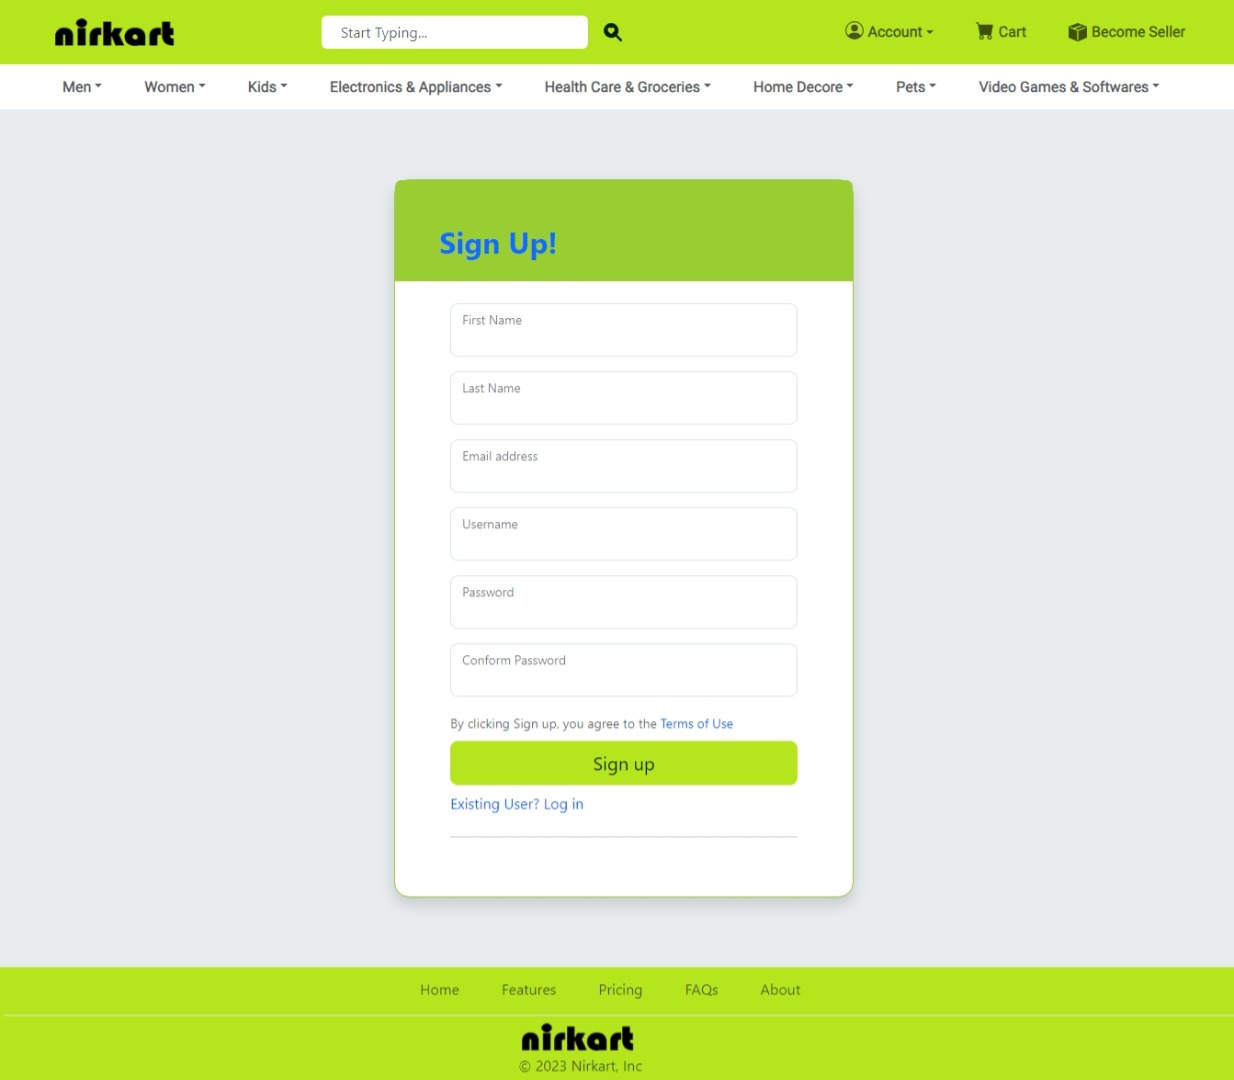 nirkart Start Typing... Account Cart Become Seller
Men Women Kids Electronics & Appliances Health Care & Groceries Home Decore Pets Video Games & Softwares
Sign Up!
First Name
Last Name
Email address
Username
Password
Conform Password
By clicking Sign up, you agree to the Terms of Use
Sign up
Existing User? Log in
Home Features Pricing FAQs About
nirkart
© 2023 Nirkart, Inc